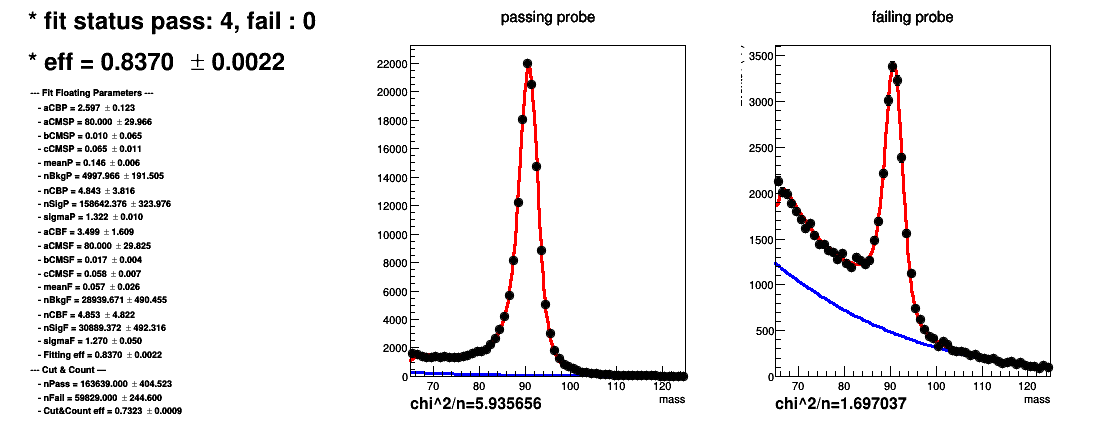 * fit status pass: 4, fail : 0
* eff = 0.8370 ± 0.0022
--- Fit Floating Parameters ---
- aCBP = 2.597 ± 0.123
- aCMSP = 80.000 ± 29.966
- bCMSP = 0.010 ± 0.065
- cCMSP = 0.065 ± 0.011
- meanP = 0.146 ± 0.006
- nBkgP = 4997.966 ± 191.505
- nCBP = 4.843 ± 3.816
- nSigP = 158642.376 ± 323.976
- sigmaP = 1.322 ± 0.010
- aCBF = 3.499 ± 1.609
- aCMSF = 80.000 ± 29.825
- bCMSF = 0.017 ± 0.004
- cCMSF = 0.058 ± 0.007
- meanF = 0.057 ± 0.026
- nBkgF = 28939.671 ± 490.455
- nCBF = 4.853 ± 4.822
- nSigF = 30889.372 ± 492.316
- sigmaF = 1.270 ± 0.050
- Fitting eff = 0.8370 ± 0.0022
--- Cut & Count ---
- nPass = 163639.000 ± 404.523
- nFail = 59829.000 ± 244.600
- Cut&Count eff = 0.7323 ± 0.0009
passing probe
22000
20000
18000
16000
14000
12000
10000
8000
6000
4000
2000
0
70 80 90 100 110 120
mass
chi^2/n=5.935656
failing probe
3500
3000
2500
2000
1500
1000
500
0
70 80 90 100 110 120
mass
chi^2/n=1.697037